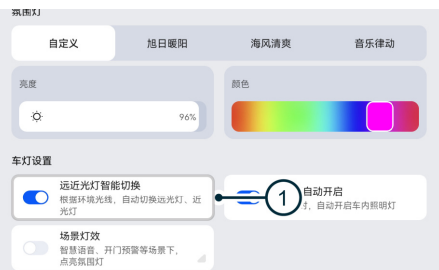 氛围灯
自定义 旭日暖阳 海风清爽 音乐律动
亮度 颜色
96%
车灯设置
远近光灯智能切换
根据环境光线，自动切换远光灯、近
光灯
1 自动开启
，自动开启车内照明灯
场景灯效
智慧语音、开门预警等场景下，
点亮氛围灯